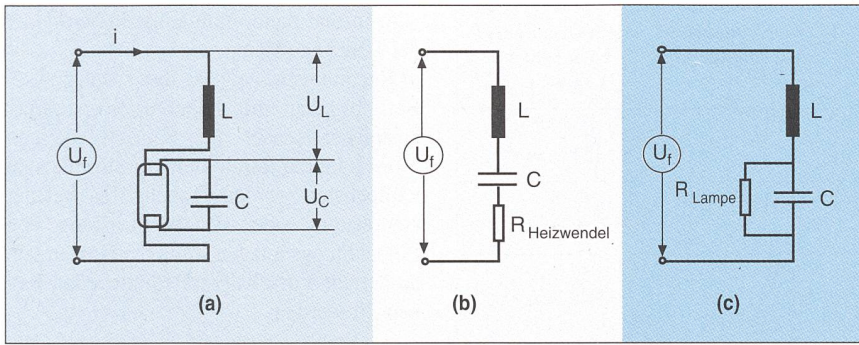 i
U_f
L
U_L
C
U_C
(a)
U_f
L
C
R_Heizwendel
(b)
U_f
L
R_Lampe
C
(c)